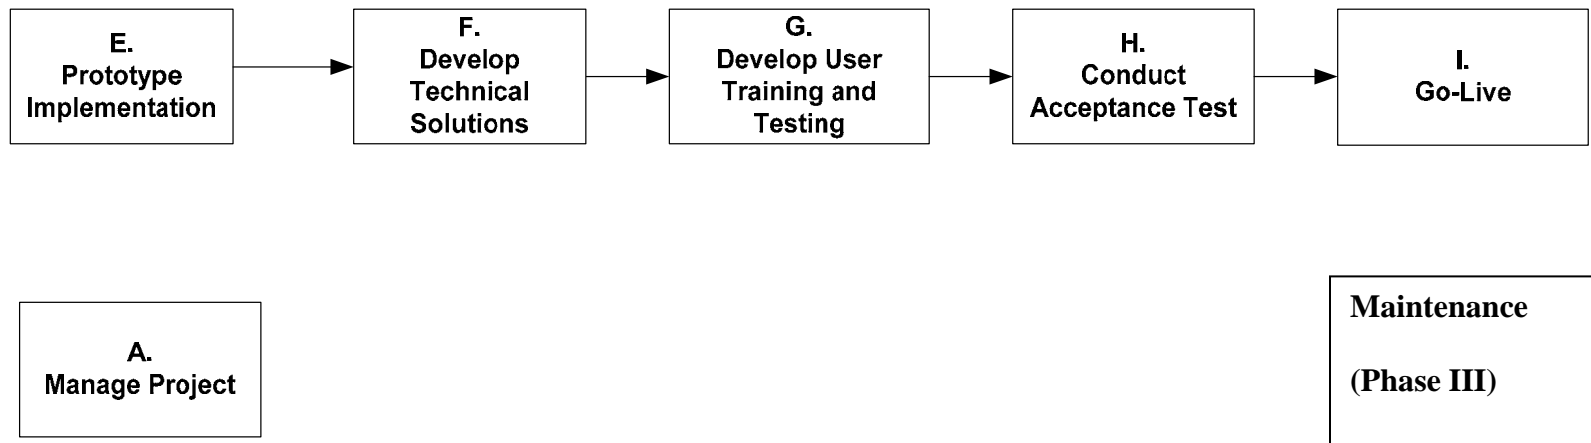 E.
Prototype
Implementation
F.
Develop
Technical
Solutions
G.
Develop User
Training and
Testing
H.
Conduct
Acceptance Test
I.
Go-Live
A.
Manage Project
Maintenance
(Phase III)